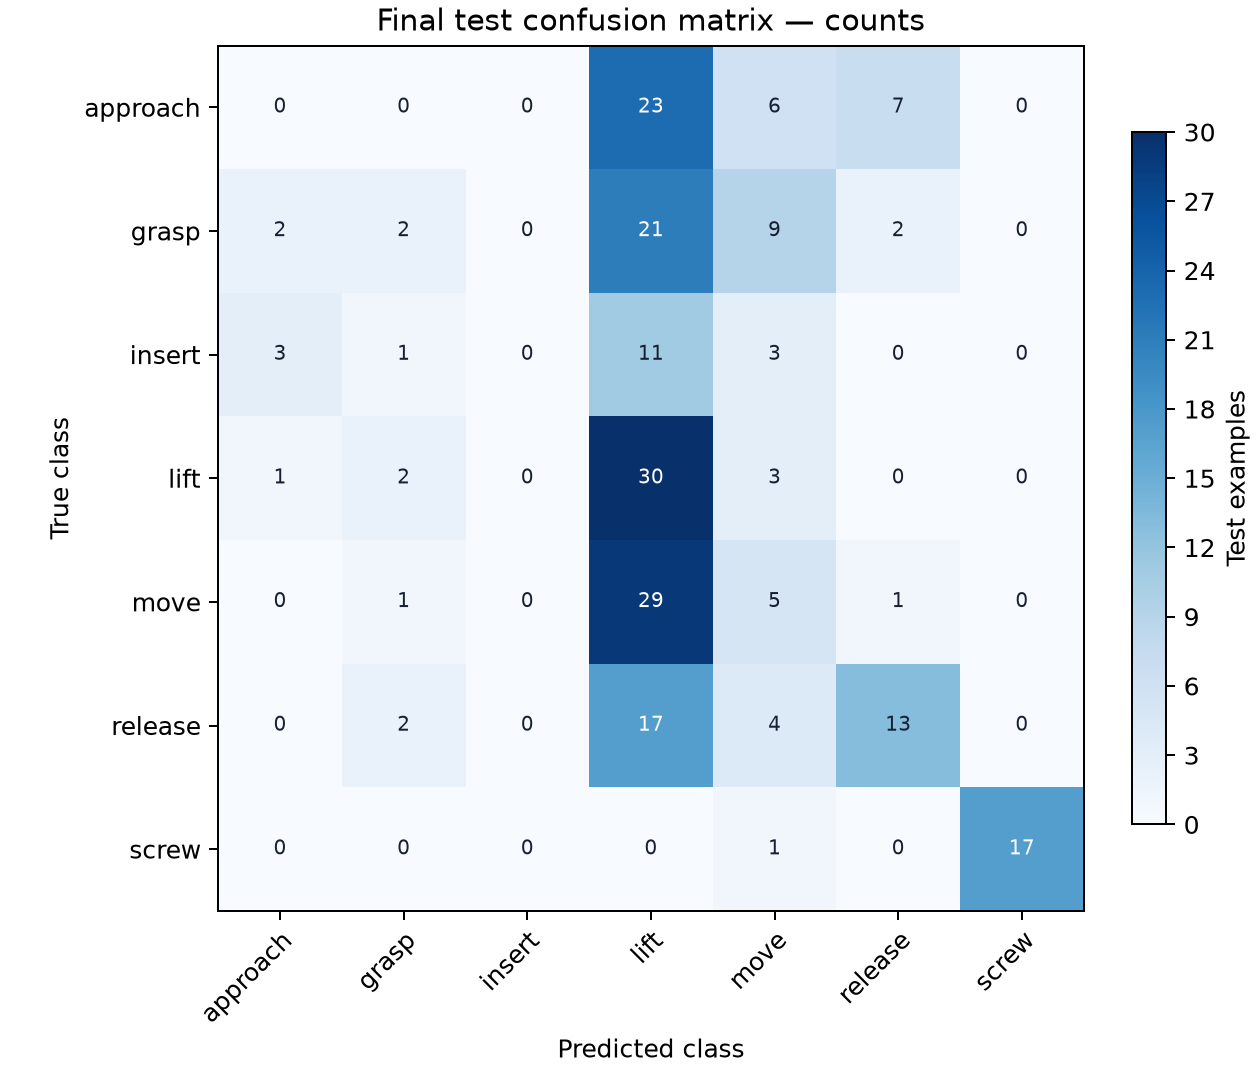 Final test confusion matrix — counts
approach 0 0 0 23 6 7 0
grasp 2 2 0 21 9 2 0
insert 3 1 0 11 3 0 0
lift 1 2 0 30 3 0 0
move 0 1 0 29 5 1 0
release 0 2 0 17 4 13 0
screw 0 0 0 0 1 0 17
approach grasp insert lift move release screw
Predicted class
True class
30
27
24
21
18
15
12
9
6
3
0
Test examples